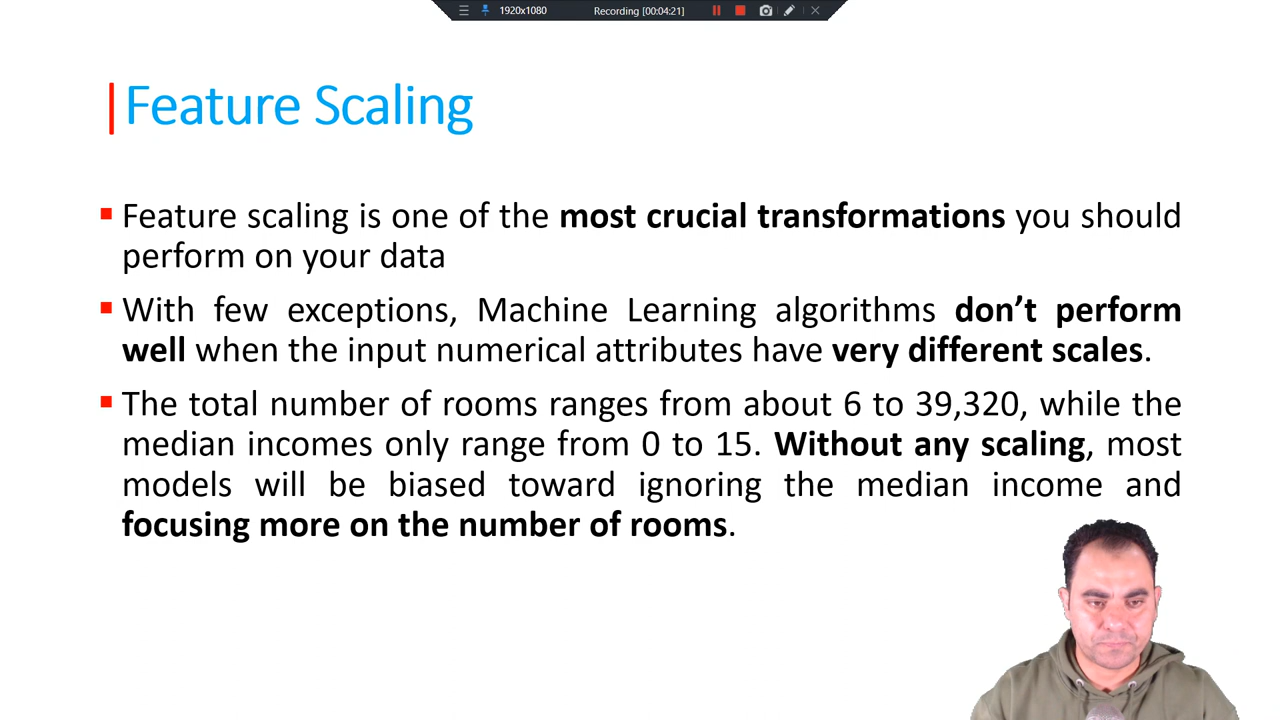 1920x1080 Recording [00:04:21]
Feature Scaling
Feature scaling is one of the most crucial transformations you should
perform on your data
With few exceptions, Machine Learning algorithms don’t perform
well when the input numerical attributes have very different scales.
The total number of rooms ranges from about 6 to 39,320, while the
median incomes only range from 0 to 15. Without any scaling, most
models will be biased toward ignoring the median income and
focusing more on the number of rooms.